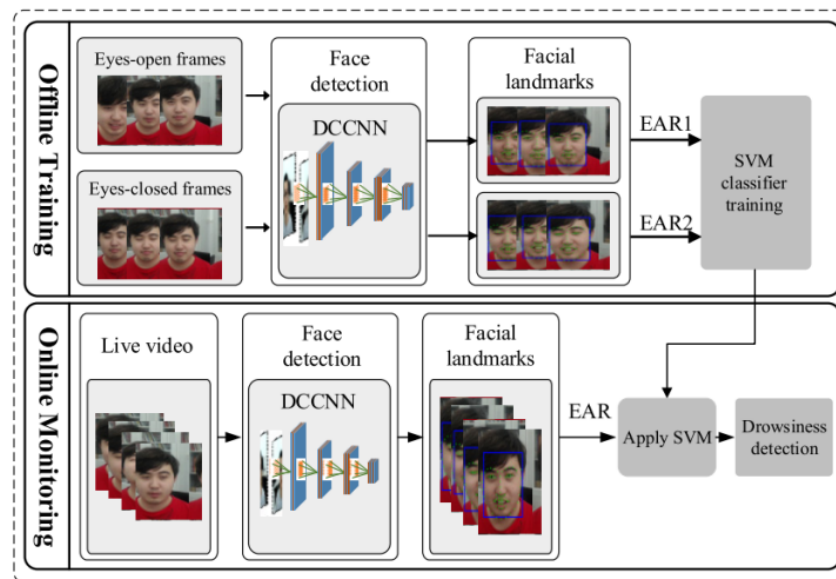 Offline Training
Eyes-open frames
Eyes-closed frames
Face
detection
DCCNN
Facial
landmarks
EAR1
EAR2
SVM
classifier
training
Online Monitoring
Live video
Face
detection
DCCNN
Facial
landmarks
EAR
Apply SVM
Drowsiness
detection